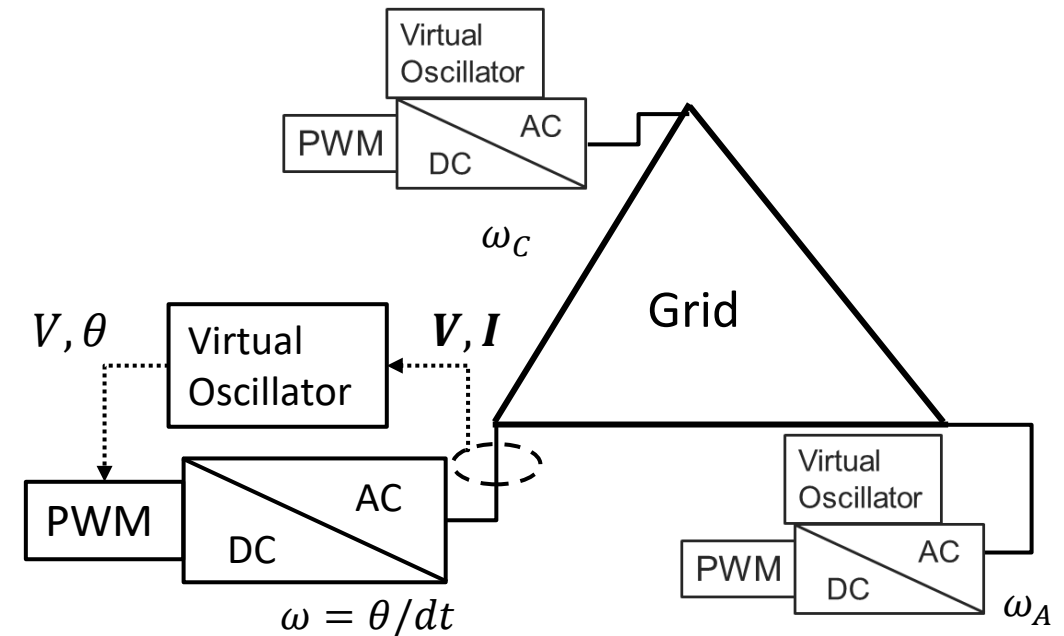 Virtual
Oscillator
PWM
AC
DC
ω_C
Grid
V, θ
Virtual
Oscillator
V, I
PWM
AC
DC
ω = θ/dt
Virtual
Oscillator
PWM
AC
DC
ω_A